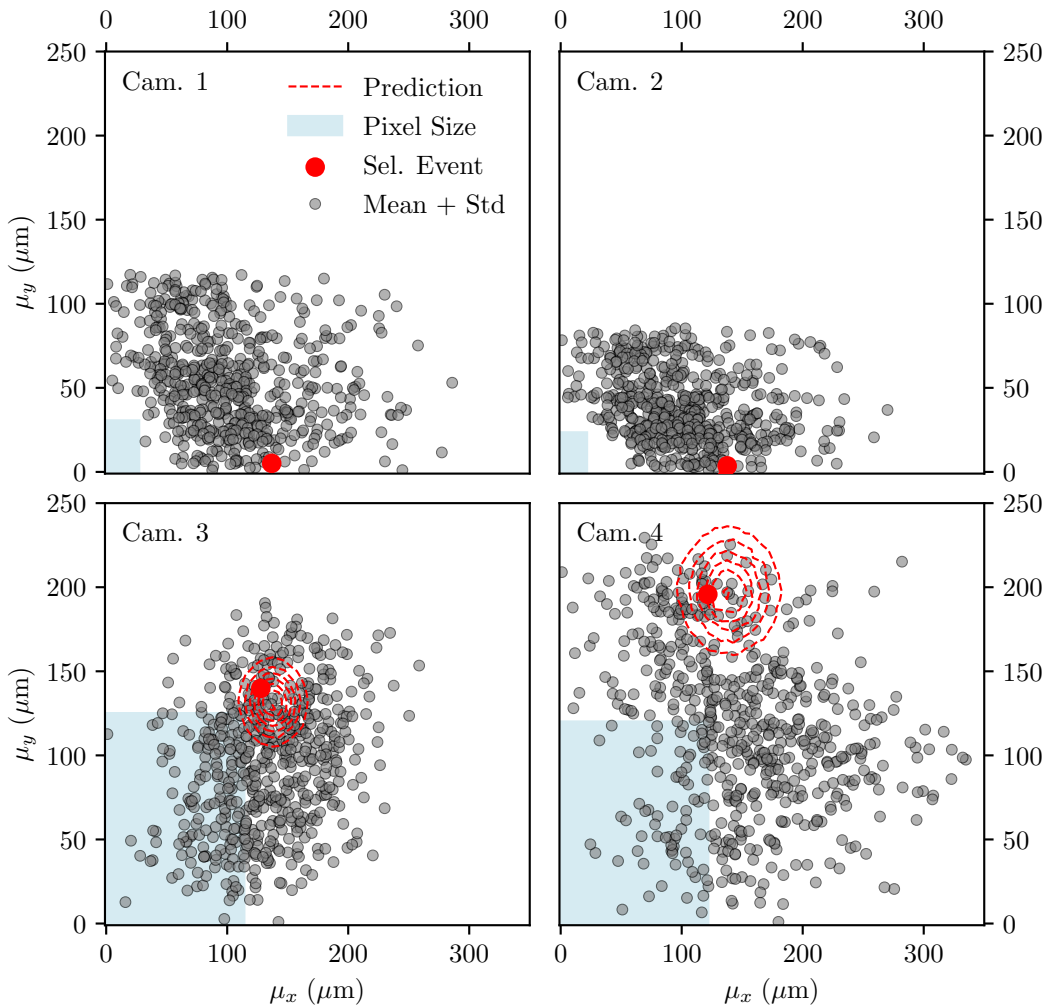 0 100 200 300 0 100 200 300
250 Cam. 1 Cam. 2 250
Prediction
Pixel Size
Sel. Event
Mean + Std
200 200
150 150
100 100
50 50
0 0
μy (μm)
250 Cam. 3 Cam. 4 250
200 200
150 150
100 100
50 50
0 0
μy (μm)
0 100 200 300 0 100 200 300
μx (μm) μx (μm)